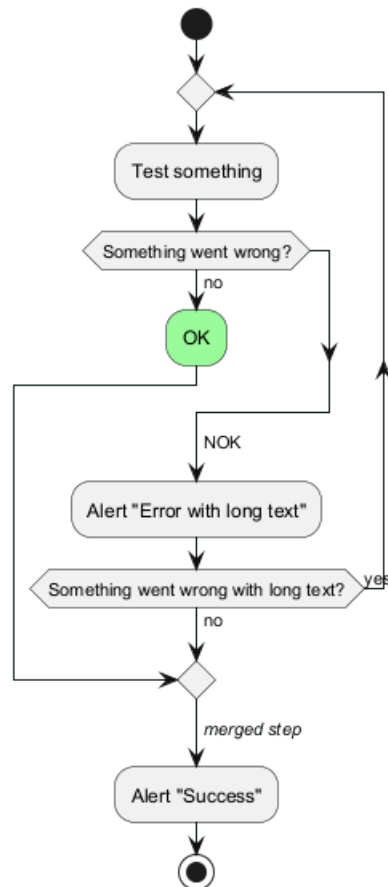 Test something
Something went wrong?
no
OK
NOK
Alert "Error with long text"
Something went wrong with long text?
yes
no
merged step
Alert "Success"